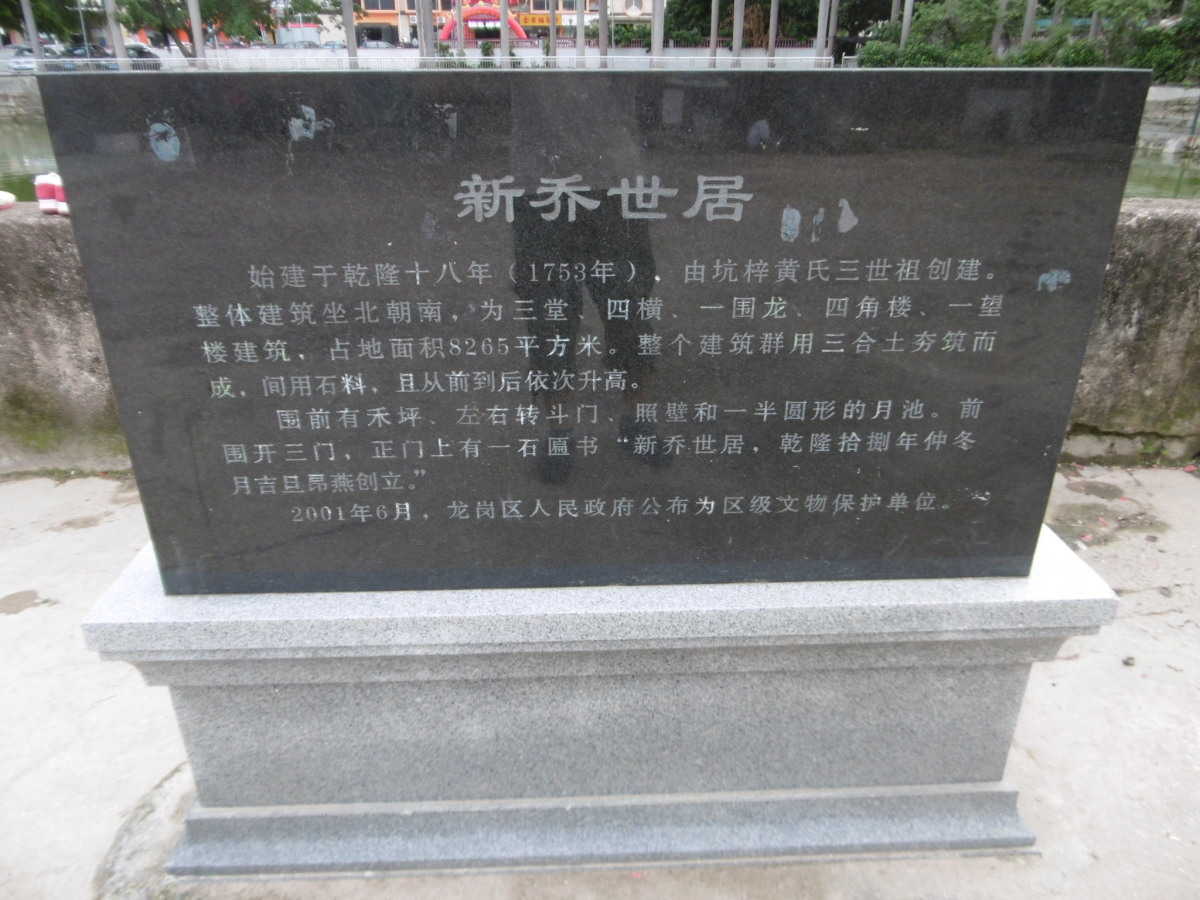 新乔世居
始建于乾隆十八年（1753年），由坑梓黄氏三世祖创建。
整体建筑坐北朝南，为三堂、四横、一围龙、四角楼、一望
楼建筑，占地面积8265平方米。整个建筑群用三合土夯筑而
成，间用石料，且从前到后依次升高。
围前有禾坪、左右转斗门、照壁和一半圆形的月池。前
围开三门，正门上有一石匾书“新乔世居，乾隆拾捌年仲冬
月吉旦昂燕创立。”
2001年6月，龙岗区人民政府公布为区级文物保护单位。